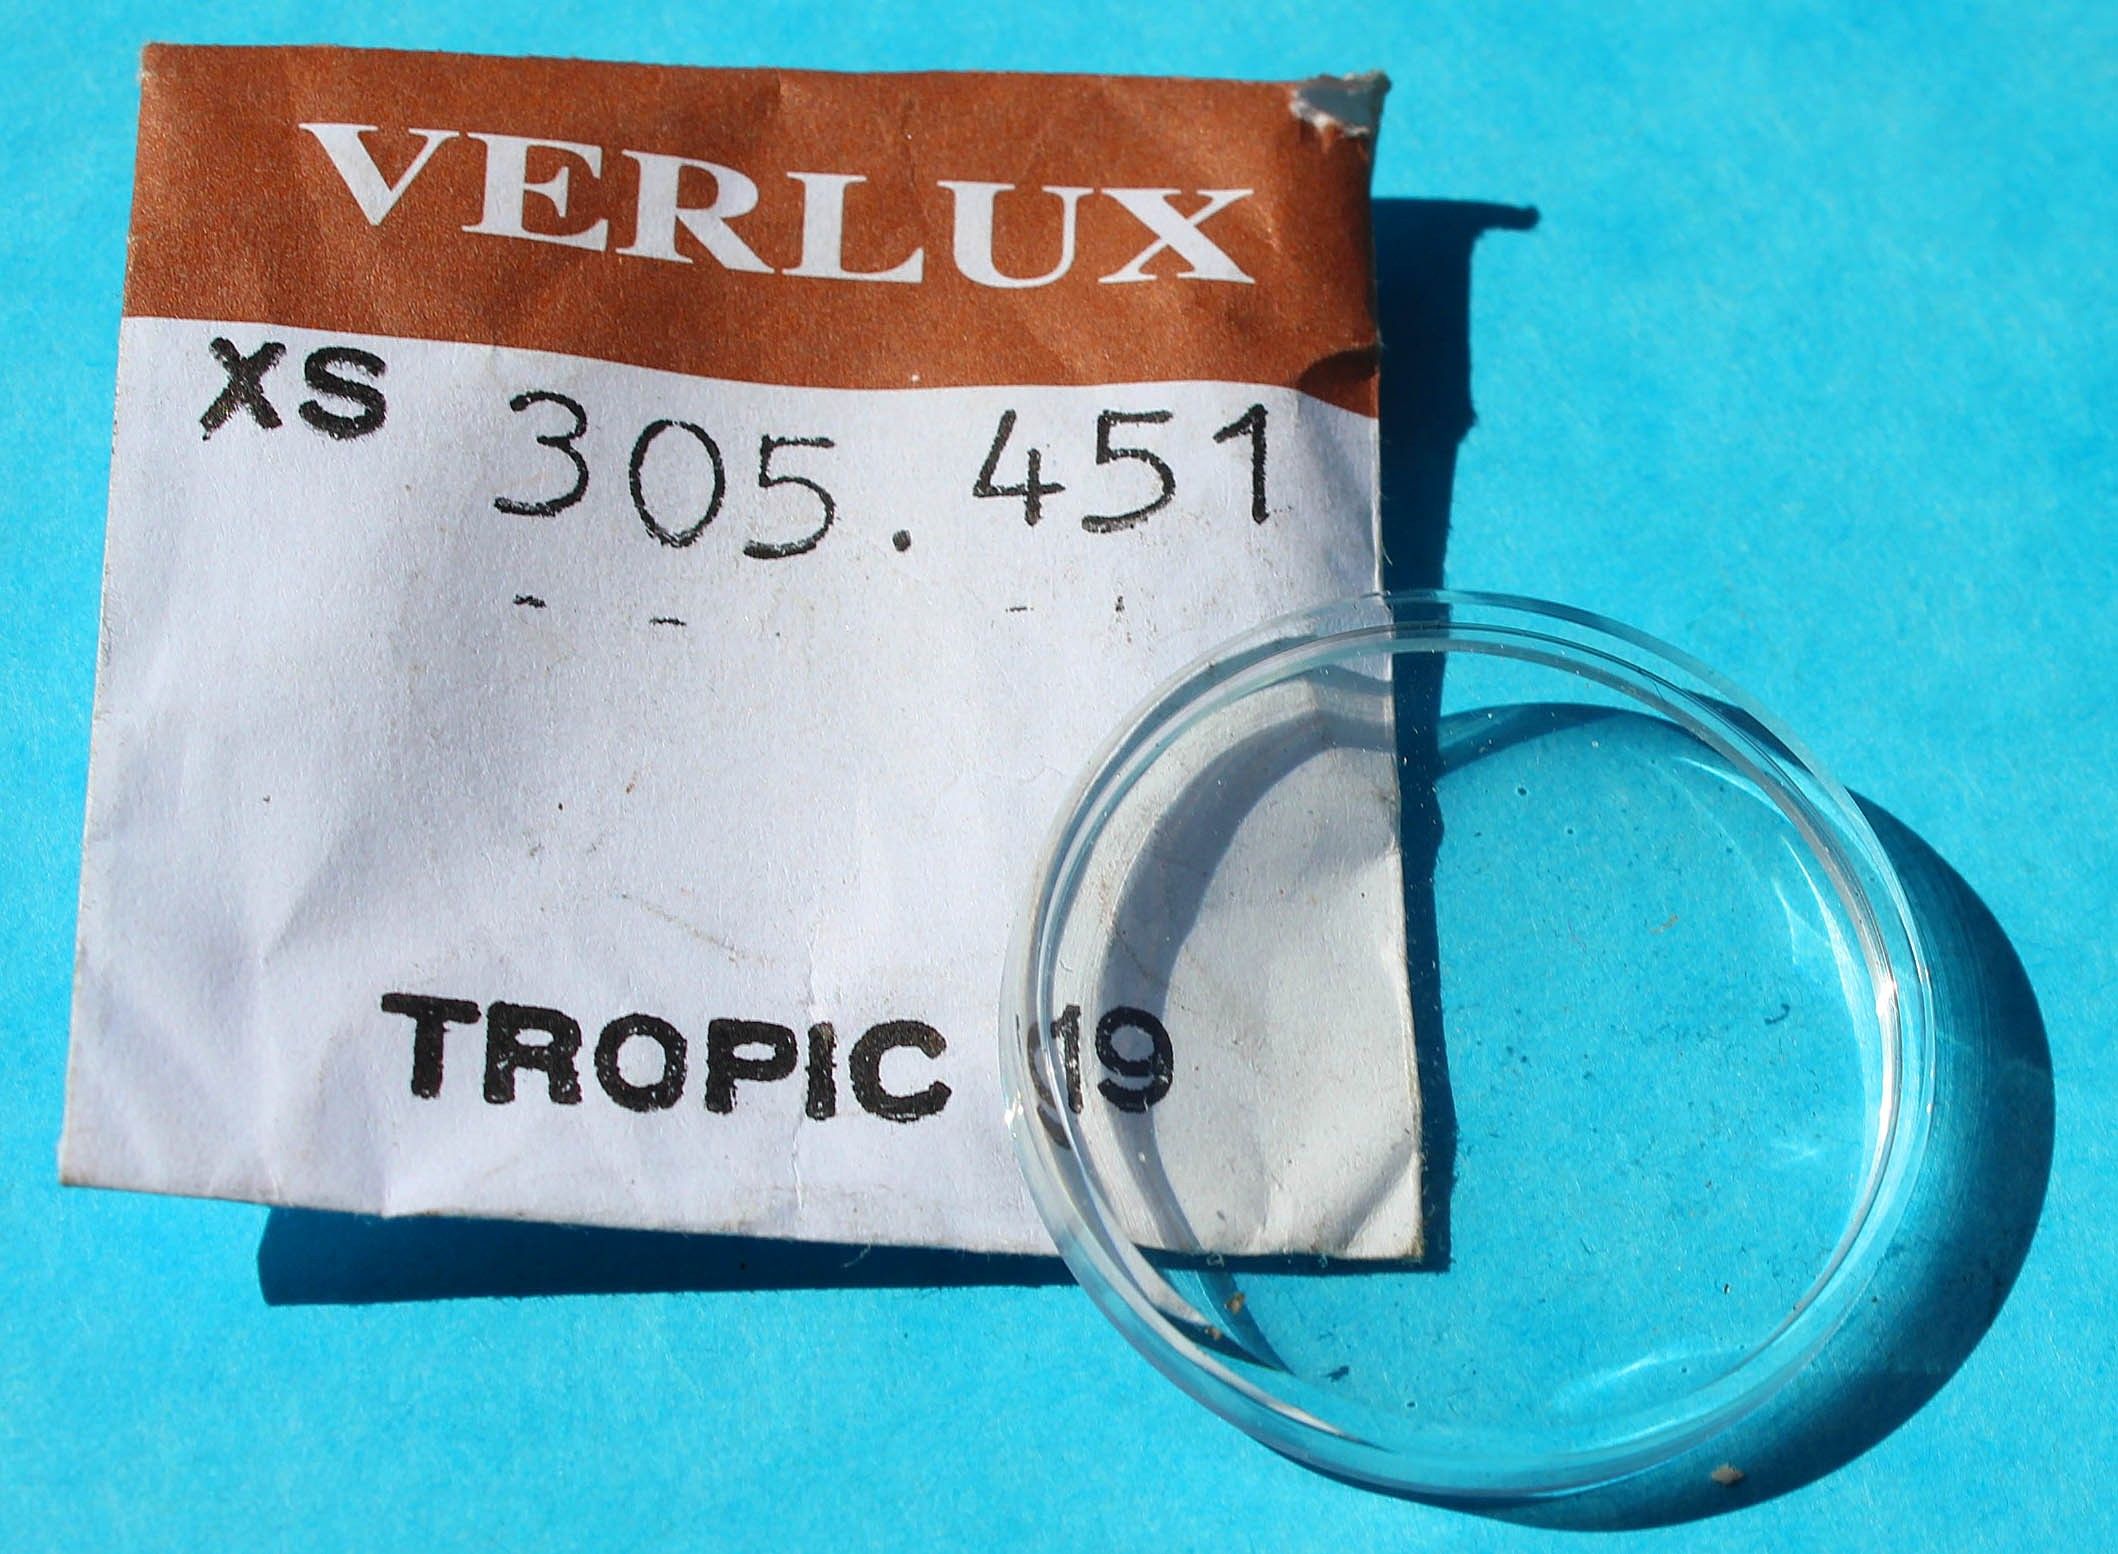 VERLUX
XS 305.451
TROPIC 19